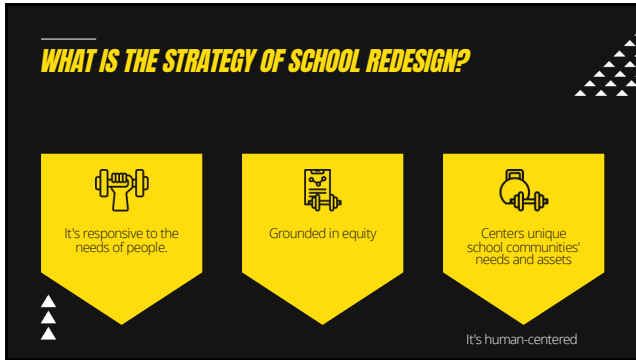 WHAT IS THE STRATEGY OF SCHOOL REDESIGN?
It's responsive to the
needs of people.
Grounded in equity
Centers unique
school communities'
needs and assets
It's human-centered